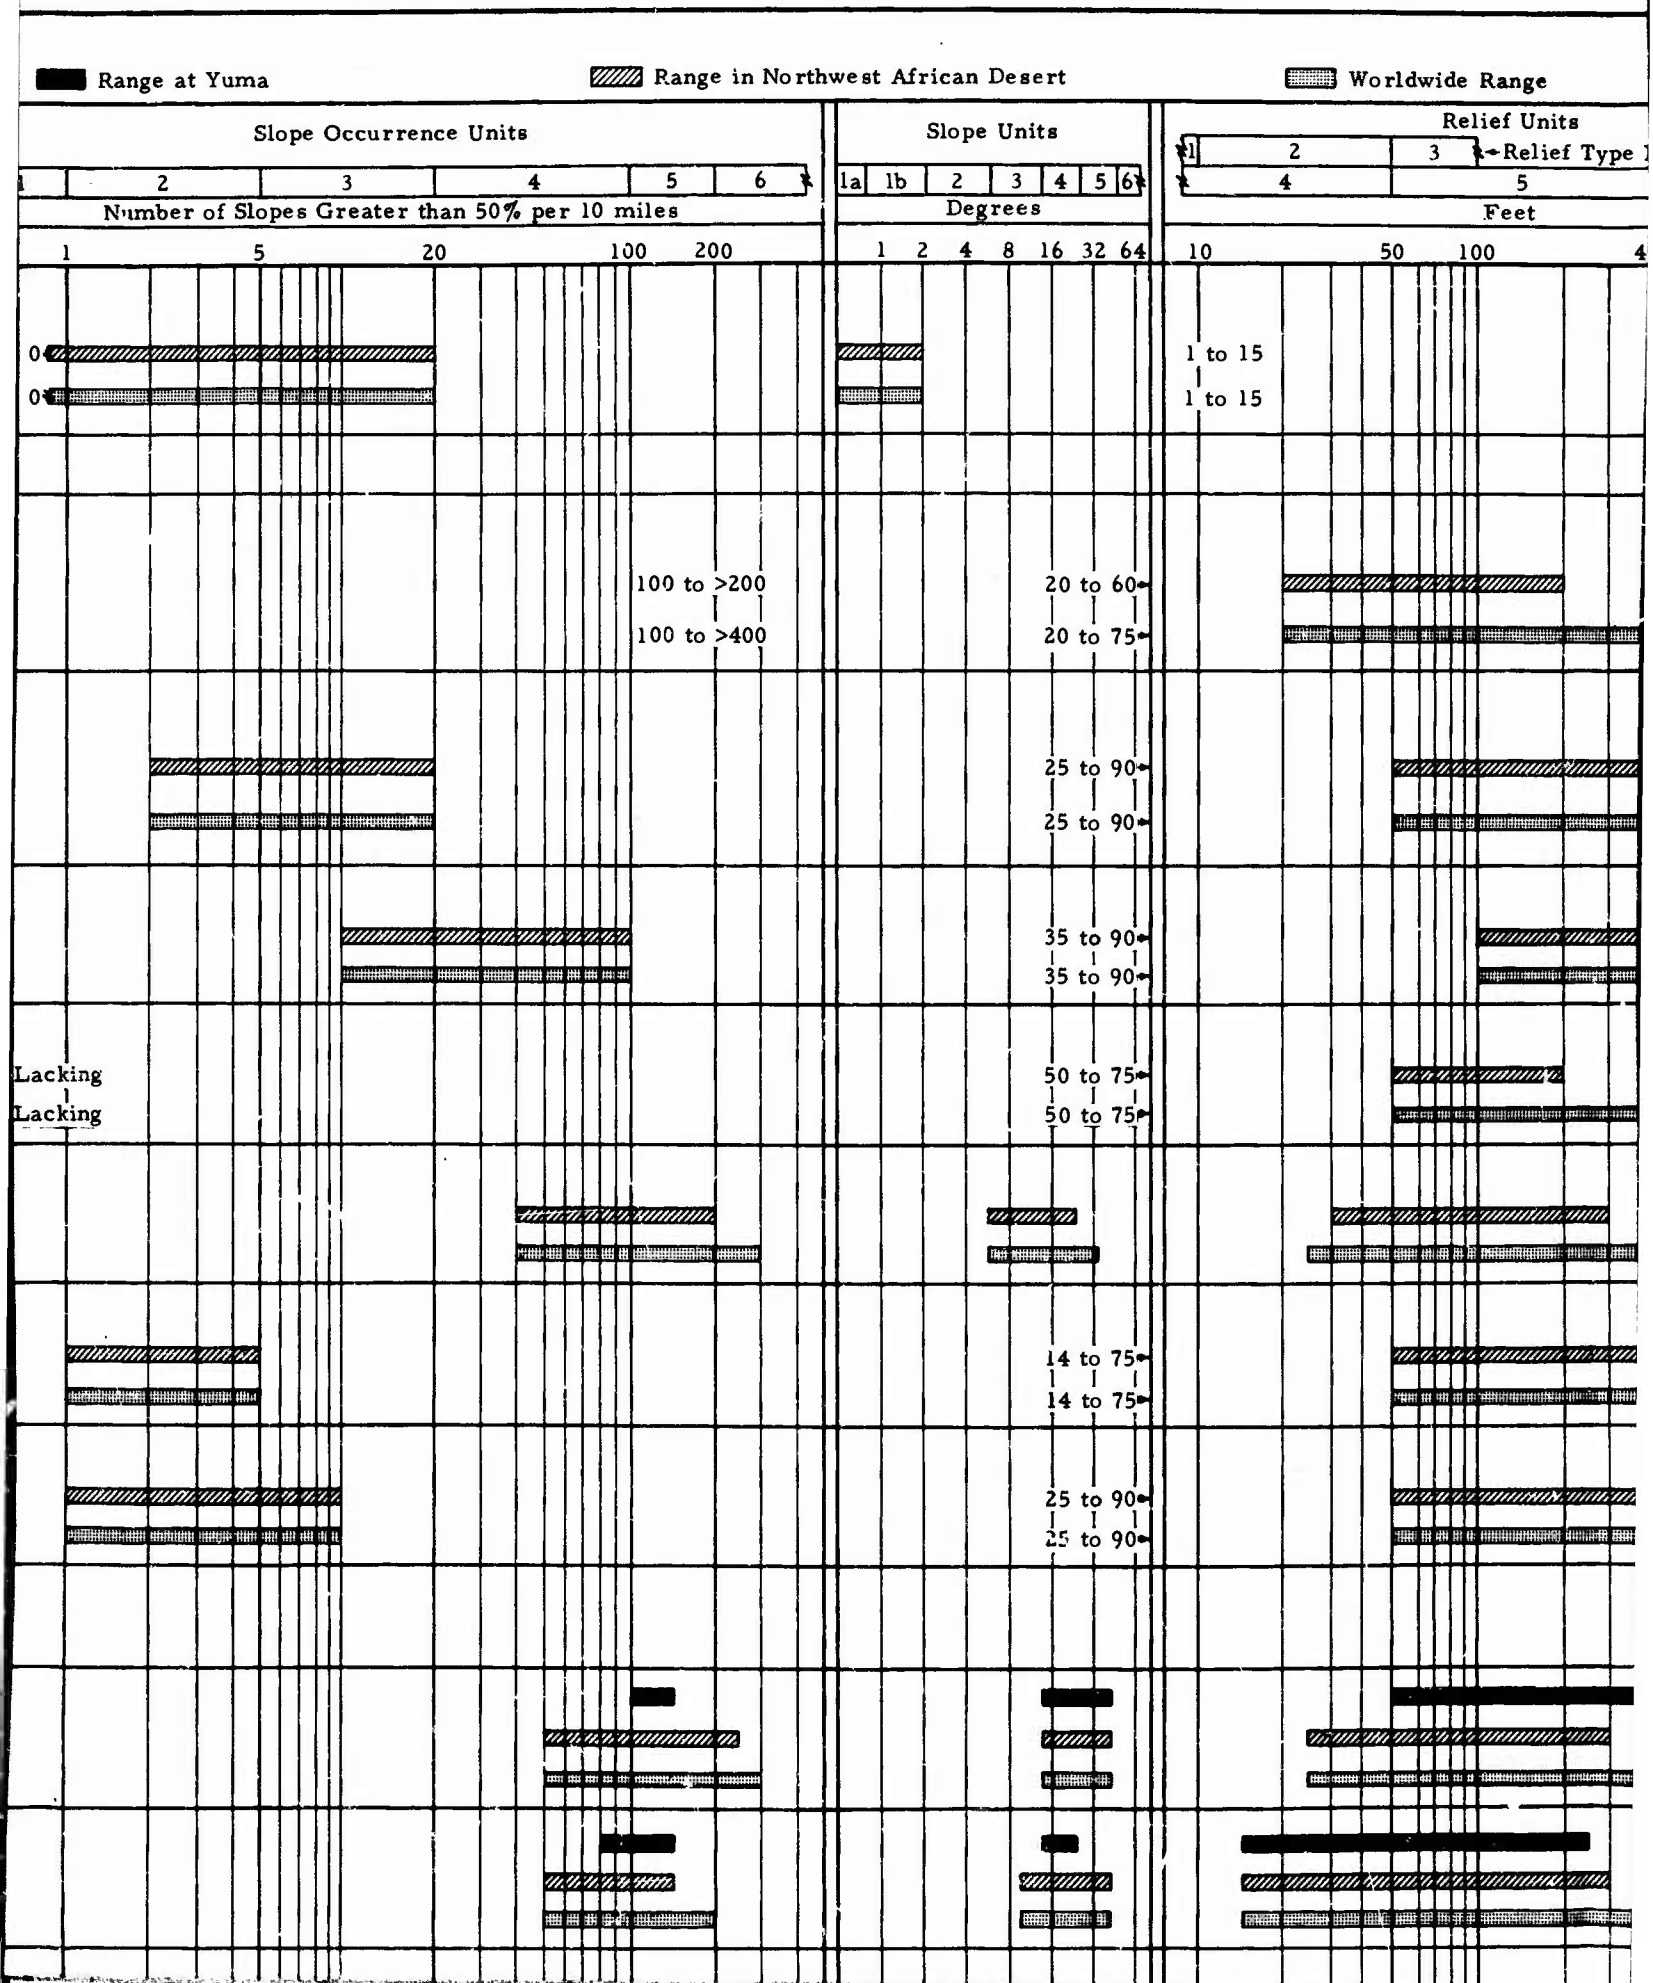 Range at Yuma Range in Northwest African Desert Worldwide Range
Slope Occurrence Units Slope Units Relief Units
1 2 3 ←Relief Type
1 2 3 4 5 6 1a 1b 2 3 4 5 6 4 5
Number of Slopes Greater than 50% per 10 miles Degrees Feet
1 5 20 100 200 1 2 4 8 16 32 64 10 50 100 4
0 1 to 15
0 1 to 15
100 to >200 20 to 60
100 to >400 20 to 75
25 to 90
25 to 90
35 to 90
35 to 90
Lacking 50 to 75
Lacking 50 to 75
14 to 75
14 to 75
25 to 90
25 to 90